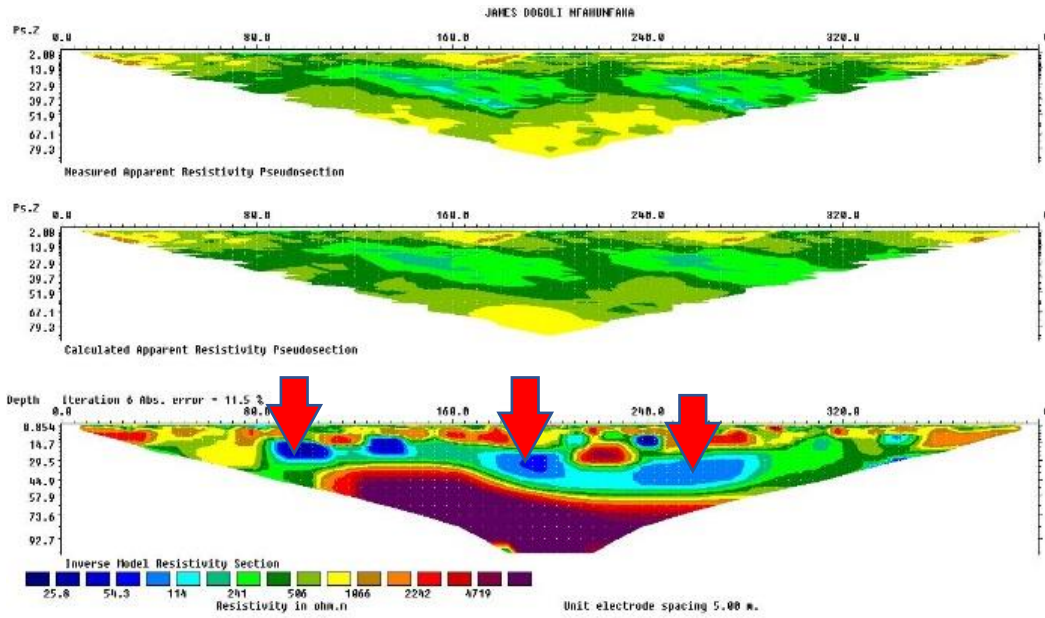 JAMES DOGOLI NFAHUNFAHA
Ps.Z 0.0 80.0 160.0 240.0 320.0
2.08
13.9
27.9
39.7
51.9
67.1
79.3
Measured Apparent Resistivity Pseudosection
Ps.Z 0.0 80.0 160.0 240.0 320.0
2.08
13.9
27.9
39.7
51.9
67.1
79.3
Calculated Apparent Resistivity Pseudosection
Depth Iteration 6 Abs. error = 11.5 %
0.0 80.0 160.0 240.0 320.0
0.854
14.7
29.5
44.0
57.9
73.6
92.7
Inverse Model Resistivity Section
25.8 54.3 114 241 506 1066 2242 4719
Resistivity in ohm.m Unit electrode spacing 5.00 m.